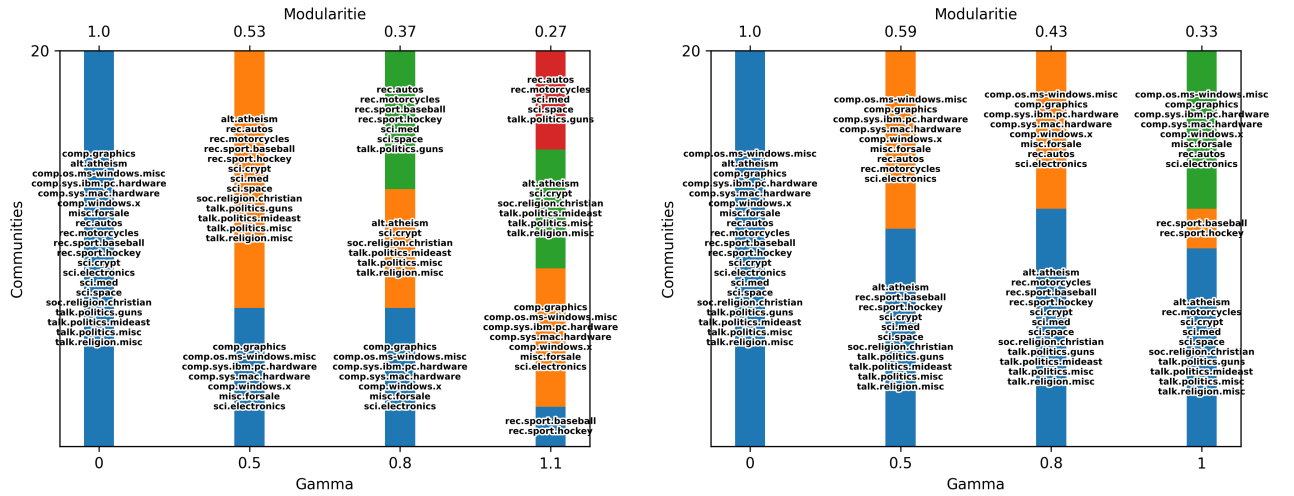 Modularitie
1.0 0.53 0.37 0.27
20
Communities
comp.graphics
alt.atheism
comp.os.ms-windows.misc
comp.sys.ibm.pc.hardware
comp.sys.mac.hardware
comp.windows.x
misc.forsale
rec.autos
rec.motorcycles
rec.sport.baseball
rec.sport.hockey
sci.crypt
sci.electronics
sci.med
sci.space
soc.religion.christian
talk.politics.guns
talk.politics.mideast
talk.politics.misc
talk.religion.misc
alt.atheism
rec.autos
rec.motorcycles
rec.sport.baseball
rec.sport.hockey
sci.crypt
sci.med
sci.space
soc.religion.christian
talk.politics.guns
talk.politics.mideast
talk.politics.misc
talk.religion.misc
comp.graphics
comp.os.ms-windows.misc
comp.sys.ibm.pc.hardware
comp.sys.mac.hardware
comp.windows.x
misc.forsale
sci.electronics
rec.autos
rec.motorcycles
rec.sport.baseball
rec.sport.hockey
sci.med
sci.space
talk.politics.guns
alt.atheism
sci.crypt
soc.religion.christian
talk.politics.mideast
talk.politics.misc
talk.religion.misc
comp.graphics
comp.os.ms-windows.misc
comp.sys.ibm.pc.hardware
comp.sys.mac.hardware
comp.windows.x
misc.forsale
sci.electronics
rec.autos
rec.motorcycles
sci.med
sci.space
talk.politics.guns
alt.atheism
sci.crypt
soc.religion.christian
talk.politics.mideast
talk.politics.misc
talk.religion.misc
comp.graphics
comp.os.ms-windows.misc
comp.sys.ibm.pc.hardware
comp.sys.mac.hardware
comp.windows.x
misc.forsale
sci.electronics
rec.sport.baseball
rec.sport.hockey
0 0.5 0.8 1.1
Gamma
Modularitie
1.0 0.59 0.43 0.33
20
Communities
comp.os.ms-windows.misc
alt.atheism
comp.graphics
comp.sys.ibm.pc.hardware
comp.sys.mac.hardware
comp.windows.x
misc.forsale
rec.autos
rec.motorcycles
rec.sport.baseball
rec.sport.hockey
sci.crypt
sci.electronics
sci.med
sci.space
soc.religion.christian
talk.politics.guns
talk.politics.mideast
talk.politics.misc
talk.religion.misc
comp.os.ms-windows.misc
comp.graphics
comp.sys.ibm.pc.hardware
comp.sys.mac.hardware
comp.windows.x
misc.forsale
rec.autos
rec.motorcycles
sci.electronics
alt.atheism
rec.sport.baseball
rec.sport.hockey
sci.crypt
sci.med
sci.space
soc.religion.christian
talk.politics.guns
talk.politics.mideast
talk.politics.misc
talk.religion.misc
comp.os.ms-windows.misc
comp.graphics
comp.sys.ibm.pc.hardware
comp.sys.mac.hardware
comp.windows.x
misc.forsale
rec.autos
sci.electronics
alt.atheism
rec.motorcycles
rec.sport.baseball
rec.sport.hockey
sci.crypt
sci.med
sci.space
soc.religion.christian
talk.politics.guns
talk.politics.mideast
talk.politics.misc
talk.religion.misc
comp.os.ms-windows.misc
comp.graphics
comp.sys.ibm.pc.hardware
comp.sys.mac.hardware
comp.windows.x
misc.forsale
rec.autos
sci.electronics
rec.sport.baseball
rec.sport.hockey
alt.atheism
rec.motorcycles
sci.crypt
sci.med
sci.space
soc.religion.christian
talk.politics.guns
talk.politics.mideast
talk.politics.misc
talk.religion.misc
0 0.5 0.8 1
Gamma